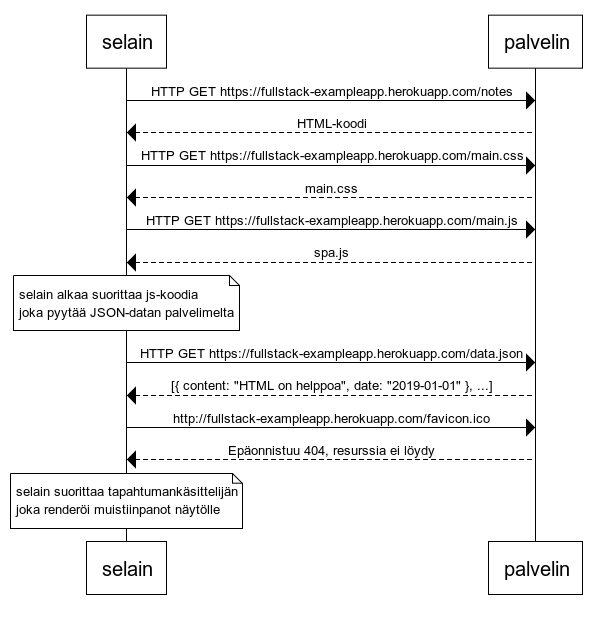 selain palvelin
HTTP GET https://fullstack-exampleapp.herokuapp.com/notes
HTML-koodi
HTTP GET https://fullstack-exampleapp.herokuapp.com/main.css
main.css
HTTP GET https://fullstack-exampleapp.herokuapp.com/main.js
spa.js
selain alkaa suorittaa js-koodia
joka pyytää JSON-datan palvelimelta
HTTP GET https://fullstack-exampleapp.herokuapp.com/data.json
[{ content: "HTML on helppoa", date: "2019-01-01" }, ...]
http://fullstack-exampleapp.herokuapp.com/favicon.ico
Epäonnistuu 404, resurssia ei löydy
selain suorittaa tapahtumankäsittelijän
joka renderöi muistiinpanot näytölle
selain palvelin